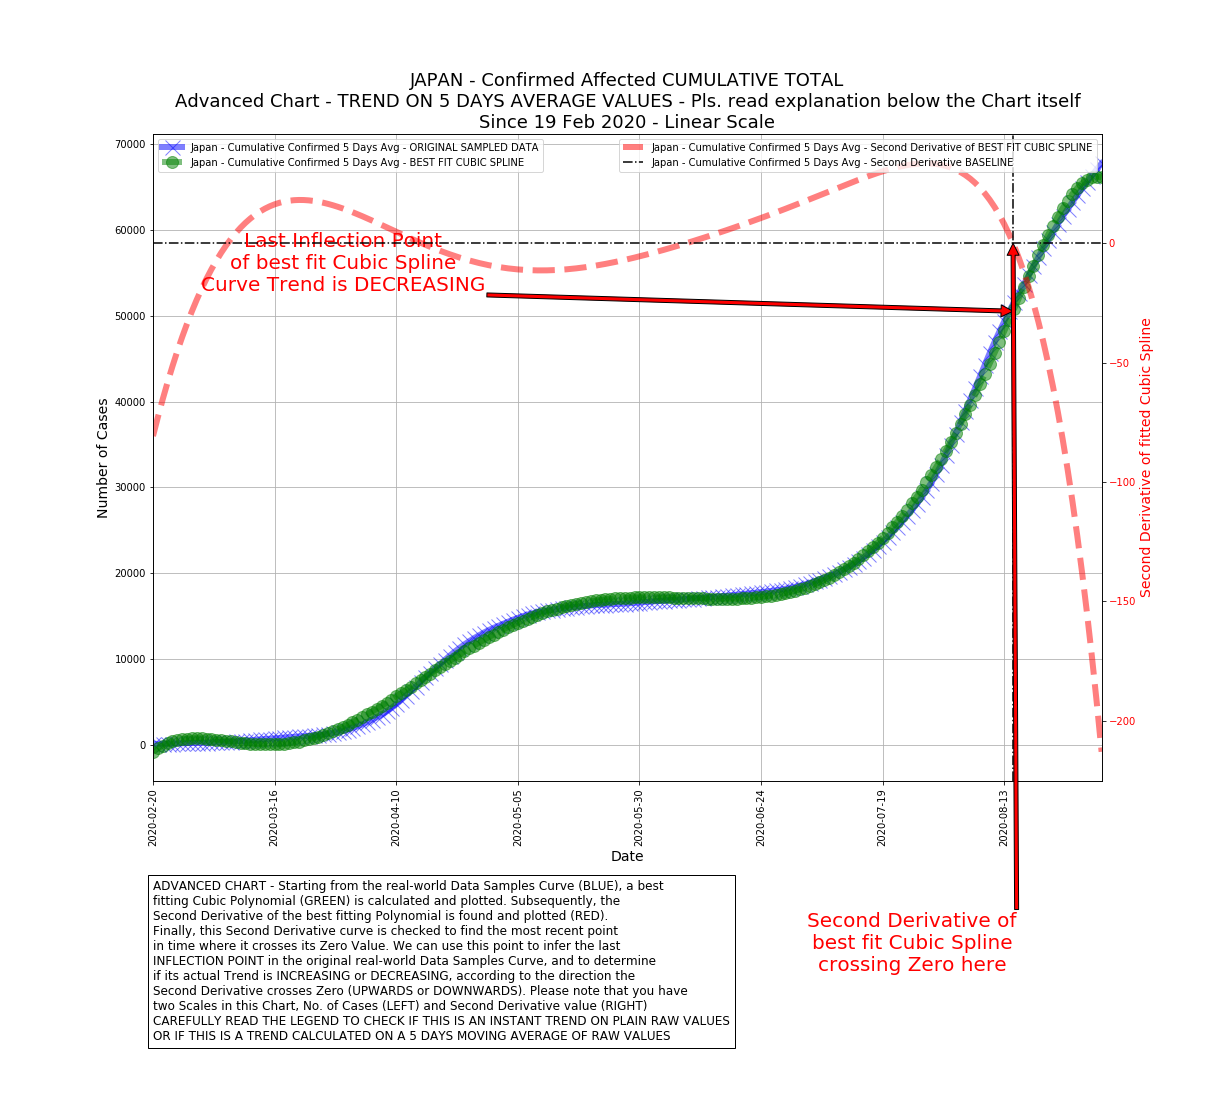 JAPAN - Confirmed Affected CUMULATIVE TOTAL
Advanced Chart - TREND ON 5 DAYS AVERAGE VALUES - Pls. read explanation below the Chart itself
Since 19 Feb 2020 - Linear Scale
Japan - Cumulative Confirmed 5 Days Avg - ORIGINAL SAMPLED DATA
Japan - Cumulative Confirmed 5 Days Avg - BEST FIT CUBIC SPLINE
Japan - Cumulative Confirmed 5 Days Avg - Second Derivative of BEST FIT CUBIC SPLINE
Japan - Cumulative Confirmed 5 Days Avg - Second Derivative BASELINE
70000
60000
50000
40000
30000
20000
10000
0
Number of Cases
Last Inflection Point
of best fit Cubic Spline
Curve Trend is DECREASING
0
−50
−100
−150
−200
Second Derivative of fitted Cubic Spline
2020-02-20
2020-03-16
2020-04-10
2020-05-05
2020-05-30
2020-06-24
2020-07-19
2020-08-13
Date
ADVANCED CHART - Starting from the real-world Data Samples Curve (BLUE), a best
fitting Cubic Polynomial (GREEN) is calculated and plotted. Subsequently, the
Second Derivative of the best fitting Polynomial is found and plotted (RED).
Finally, this Second Derivative curve is checked to find the most recent point
in time where it crosses its Zero Value. We can use this point to infer the last
INFLECTION POINT in the original real-world Data Samples Curve, and to determine
if its actual Trend is INCREASING or DECREASING, according to the direction the
Second Derivative crosses Zero (UPWARDS or DOWNWARDS). Please note that you have
two Scales in this Chart, No. of Cases (LEFT) and Second Derivative value (RIGHT)
CAREFULLY READ THE LEGEND TO CHECK IF THIS IS AN INSTANT TREND ON PLAIN RAW VALUES
OR IF THIS IS A TREND CALCULATED ON A 5 DAYS MOVING AVERAGE OF RAW VALUES
Second Derivative of
best fit Cubic Spline
crossing Zero here